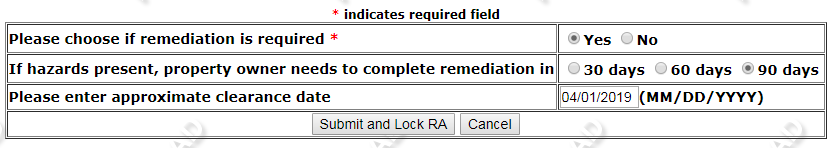 * indicates required field
Please choose if remediation is required * Yes No
If hazards present, property owner needs to complete remediation in 30 days 60 days 90 days
Please enter approximate clearance date 04/01/2019 (MM/DD/YYYY)
Submit and Lock RA Cancel